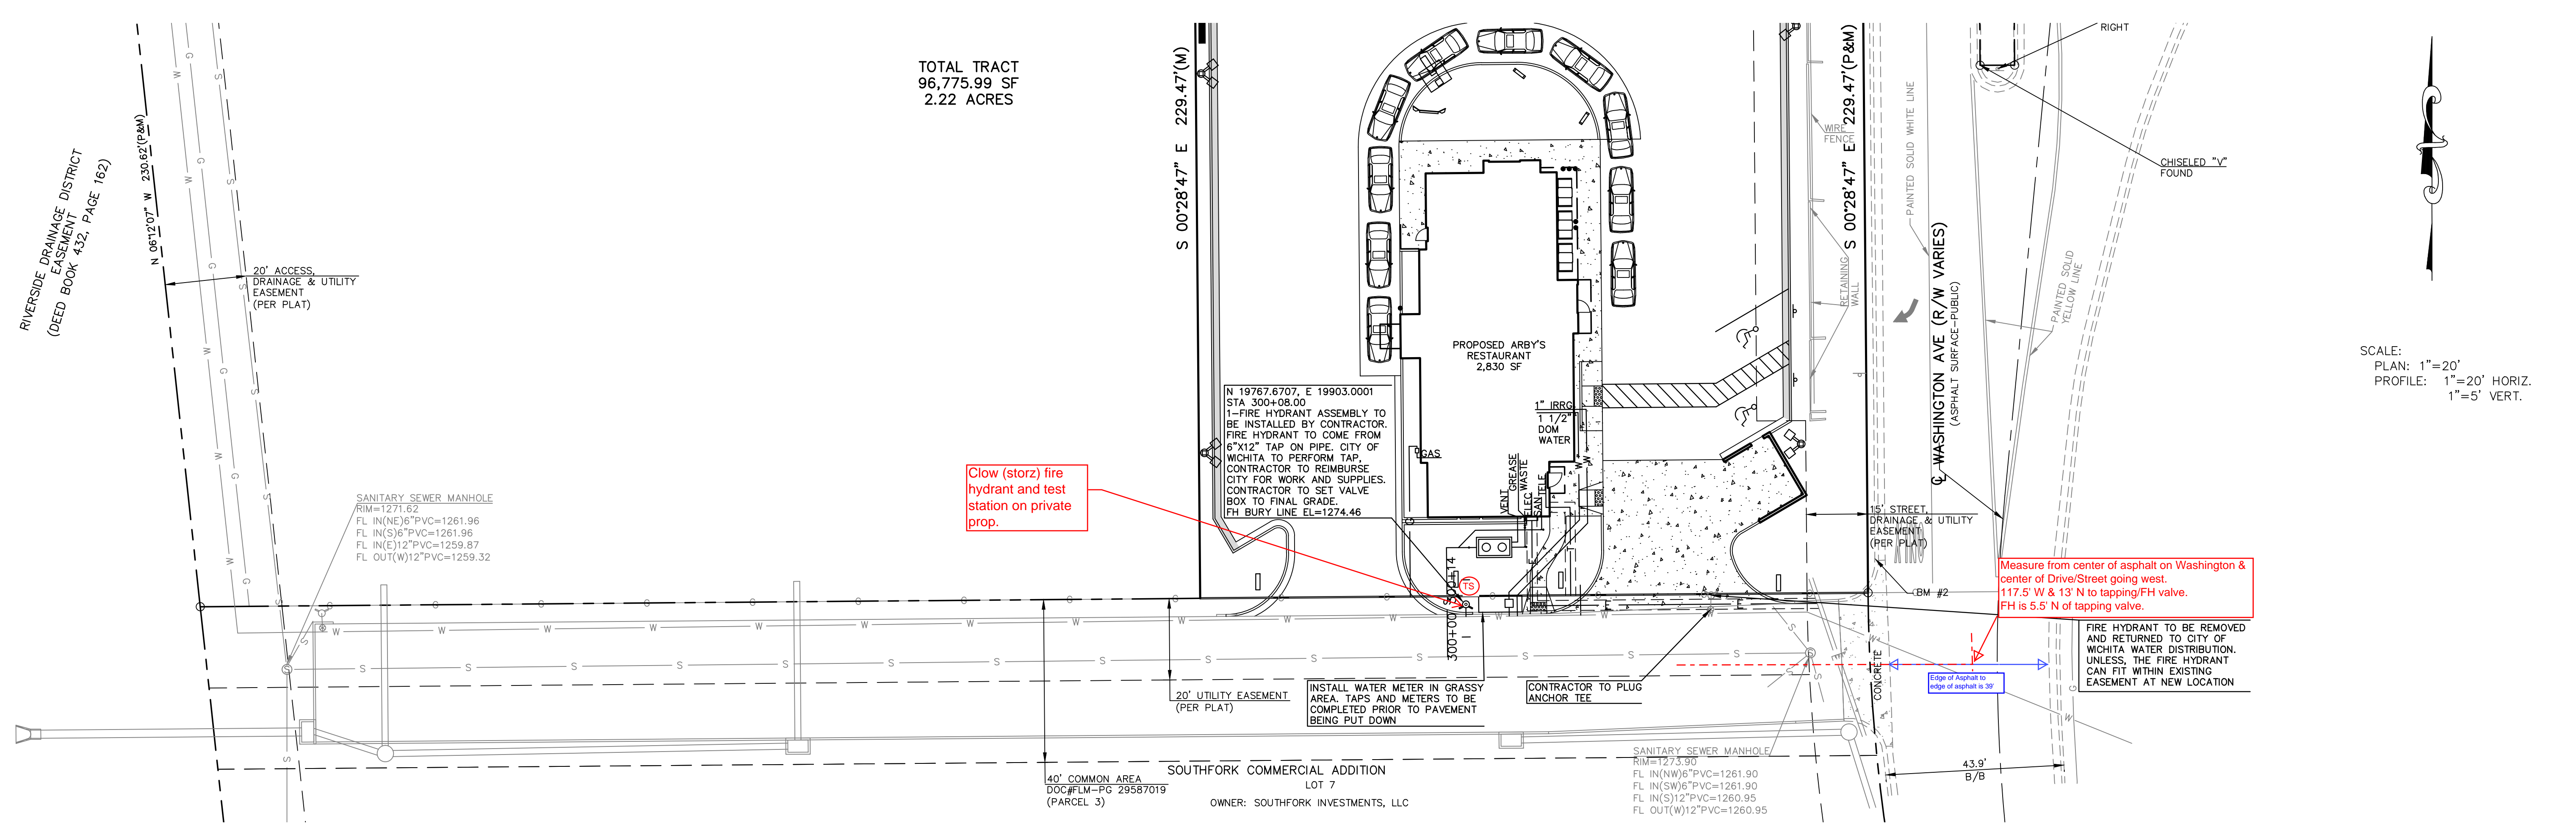 RIVERSIDE DRAINAGE DISTRICT
EASEMENT
(DEED BOOK 432, PAGE 162)
N 06°12'07" W 230.62'(P&M)
20' ACCESS,
DRAINAGE & UTILITY
EASEMENT
(PER PLAT)
TOTAL TRACT
96,775.99 SF
2.22 ACRES
S 00°28'47" E 229.47'(M)
PROPOSED ARBY'S
RESTAURANT
2,830 SF
N 19767.6707, E 19903.0001
STA 300+08.00
1-FIRE HYDRANT ASSEMBLY TO
BE INSTALLED BY CONTRACTOR.
FIRE HYDRANT TO COME FROM
6"X12" TAP ON PIPE. CITY OF
WICHITA TO PERFORM TAP,
CONTRACTOR TO REIMBURSE
CITY FOR WORK AND SUPPLIES.
CONTRACTOR TO SET VALVE
BOX TO FINAL GRADE.
FH BURY LINE EL=1274.46
Clow (storz) fire
hydrant and test
station on private
prop.
1" IRRG
1 1/2"
DOM
WATER
GAS
VENT
GREASE
WASTE
ELEC
SAN
TELE
TS
300+00
300+14
WIRE
FENCE
RETAINING
WALL
S 00°28'47" E 229.47'(P&M)
PAINTED SOLID WHITE LINE
WASHINGTON AVE (R/W VARIES)
(ASPHALT SURFACE-PUBLIC)
RIGHT
CHISELED "V"
FOUND
PAINTED SOLID
YELLOW LINE
SCALE:
PLAN: 1"=20'
PROFILE: 1"=20' HORIZ.
1"=5' VERT.
15' STREET,
DRAINAGE & UTILITY
EASEMENT
(PER PLAT)
BM #2
Measure from center of asphalt on Washington &
center of Drive/Street going west.
117.5' W & 13' N to tapping/FH valve.
FH is 5.5' N of tapping valve.
FIRE HYDRANT TO BE REMOVED
AND RETURNED TO CITY OF
WICHITA WATER DISTRIBUTION.
UNLESS, THE FIRE HYDRANT
CAN FIT WITHIN EXISTING
EASEMENT AT NEW LOCATION
Edge of Asphalt to
edge of asphalt is 39'
CONCRETE
43.9'
B/B
SANITARY SEWER MANHOLE
RIM=1271.62
FL IN(NE)6"PVC=1261.96
FL IN(S)6"PVC=1261.96
FL IN(E)12"PVC=1259.87
FL OUT(W)12"PVC=1259.32
20' UTILITY EASEMENT
(PER PLAT)
INSTALL WATER METER IN GRASSY
AREA. TAPS AND METERS TO BE
COMPLETED PRIOR TO PAVEMENT
BEING PUT DOWN
CONTRACTOR TO PLUG
ANCHOR TEE
40' COMMON AREA
DOC#FLM-PG 29587019
(PARCEL 3)
SOUTHFORK COMMERCIAL ADDITION
LOT 7
OWNER: SOUTHFORK INVESTMENTS, LLC
SANITARY SEWER MANHOLE
RIM=1273.90
FL IN(NW)6"PVC=1261.90
FL IN(SW)6"PVC=1261.90
FL IN(S)12"PVC=1260.95
FL OUT(W)12"PVC=1260.95